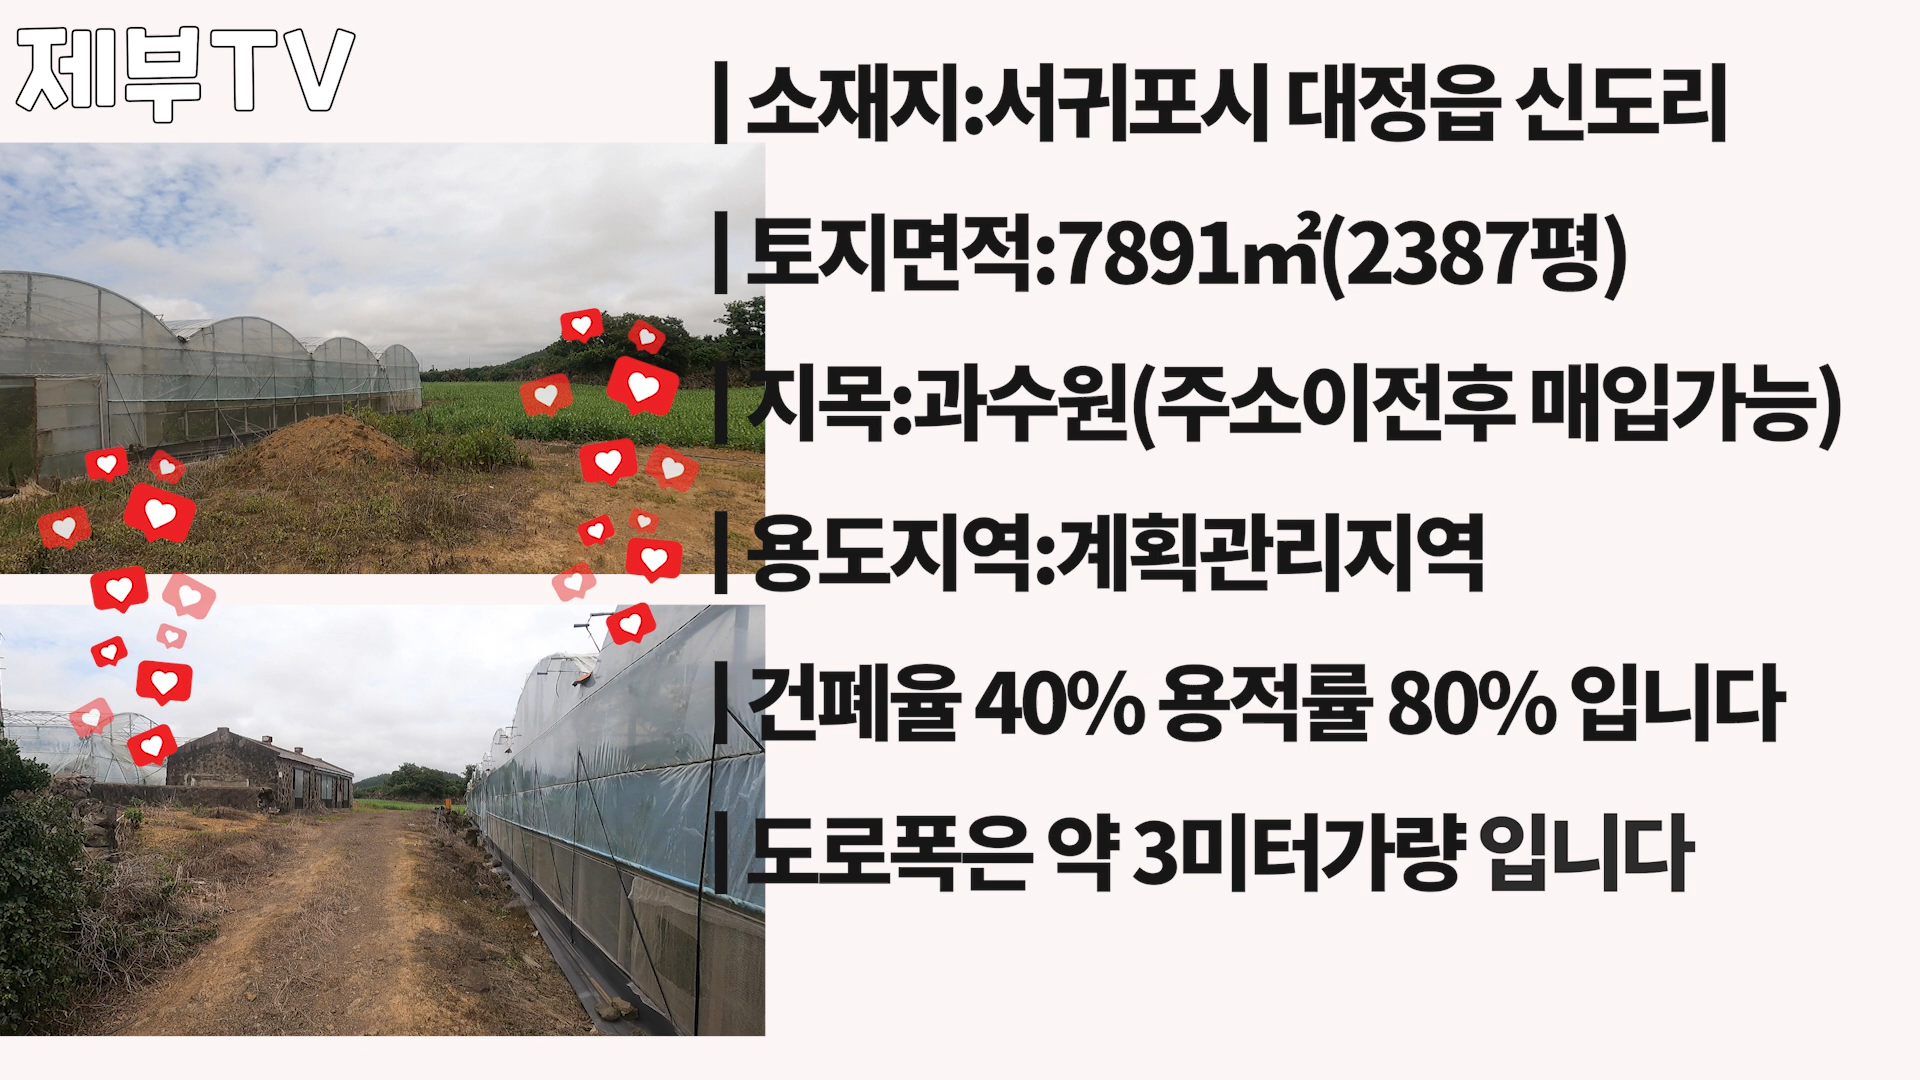 제부TV
| 소재지:서귀포시 대정읍 신도리
| 토지면적:7891㎡(2387평)
| 지목:과수원(주소이전후 매입가능)
| 용도지역:계획관리지역
| 건폐율 40% 용적률 80% 입니다
| 도로폭은 약 3미터가량 입니다